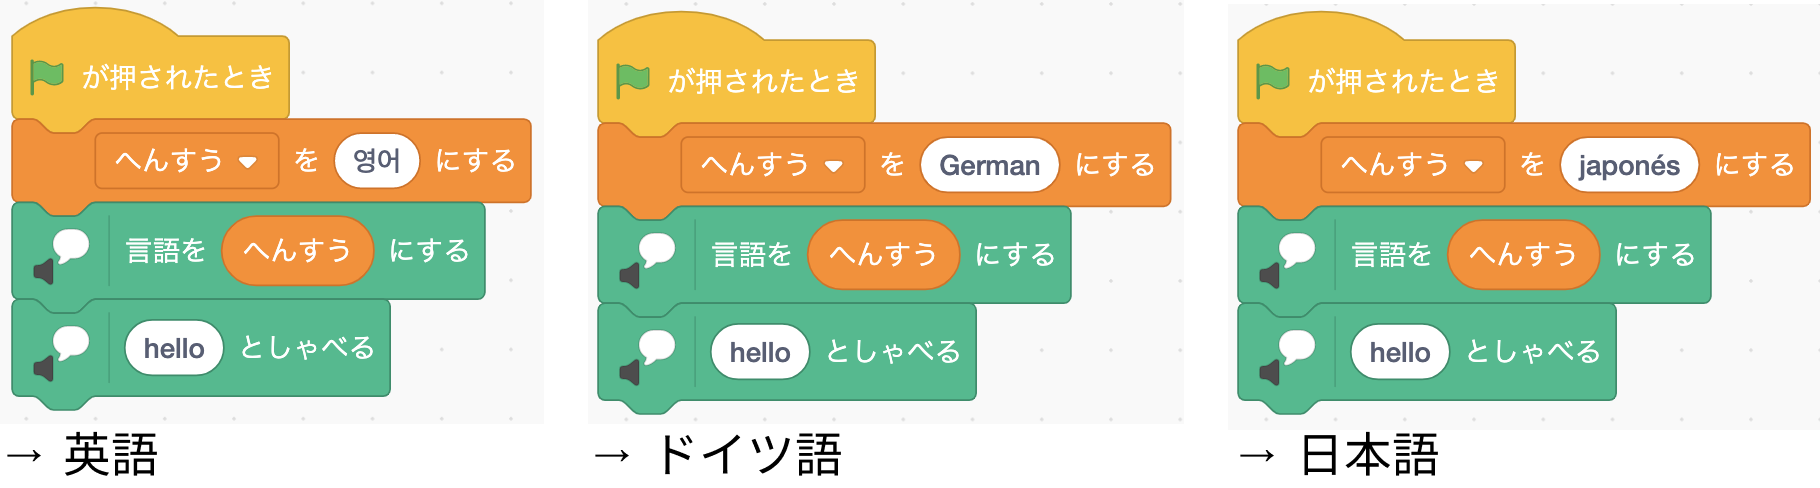 が押されたとき
へんすう を 영어 にする
言語を へんすう にする
hello としゃべる
→ 英語
が押されたとき
へんすう を German にする
言語を へんすう にする
hello としゃべる
→ ドイツ語
が押されたとき
へんすう を japonés にする
言語を へんすう にする
hello としゃべる
→ 日本語